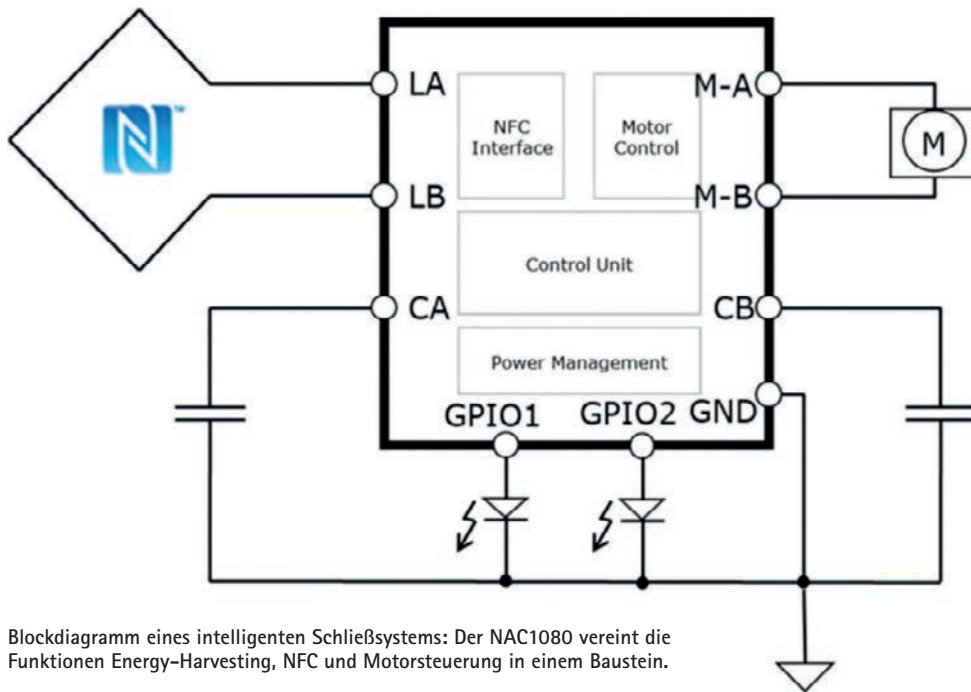 LA
NFC
Interface
Motor
Control
M-A
M
LB
M-B
Control Unit
CA
CB
Power Management
GPIO1
GPIO2
GND
N
™
Blockdiagramm eines intelligenten Schließsystems: Der NAC1080 vereint die
Funktionen Energy-Harvesting, NFC und Motorsteuerung in einem Baustein.